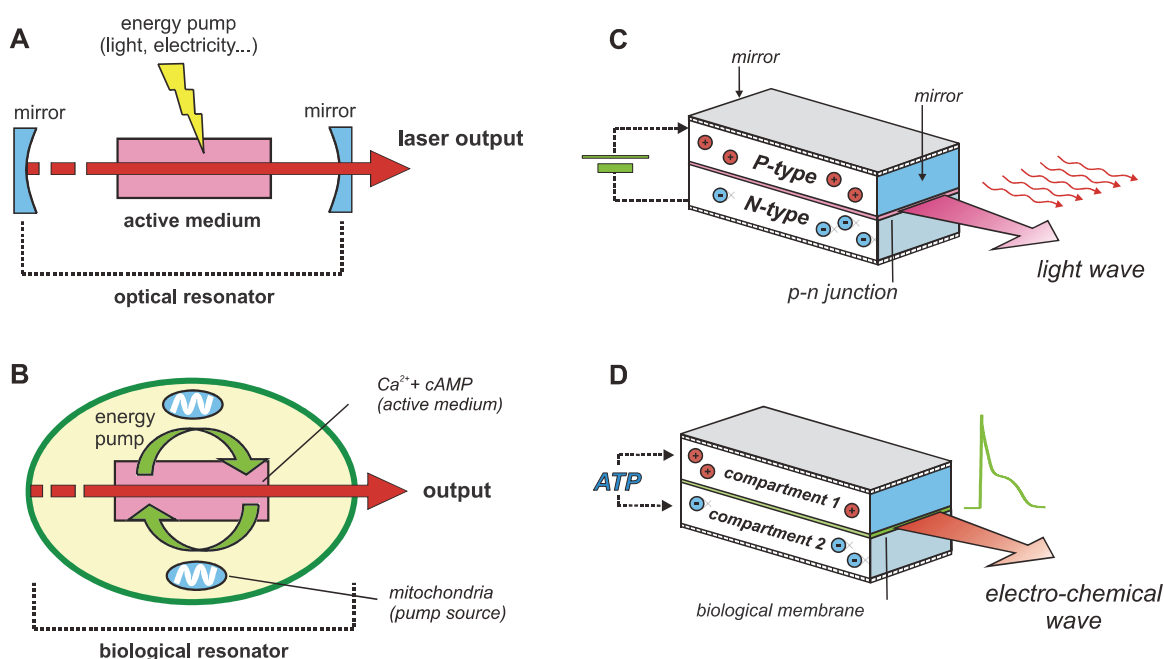 A
energy pump
(light, electricity...)
mirror
mirror
laser output
active medium
optical resonator
B
energy
pump
Ca²⁺+ cAMP
(active medium)
output
mitochondria
(pump source)
biological resonator
C
mirror
mirror
+
+
P-type
+
+
-
N-type
-
-
-
-
p-n junction
light wave
D
ATP
+
+
compartment 1
+
-
compartment 2
-
-
biological membrane
electro-chemical
wave